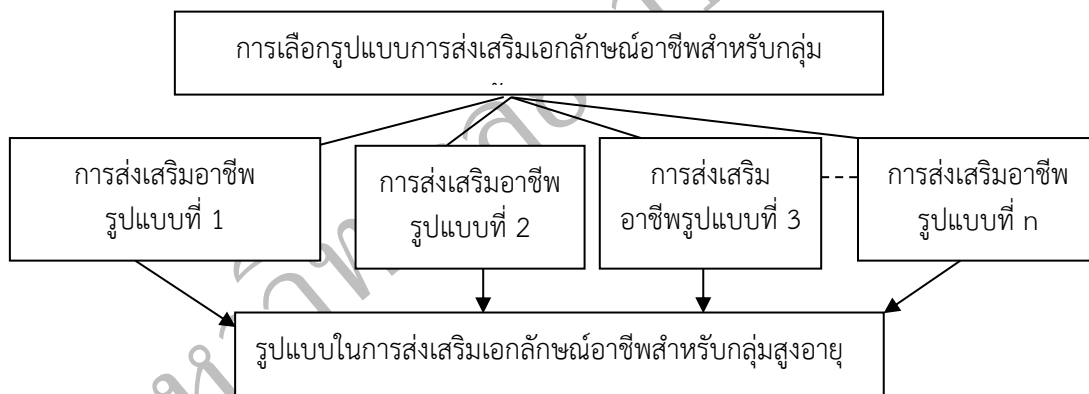 การเลือกรูปแบบการส่งเสริมเอกลักษณ์อาชีพสำหรับกลุ่ม
การส่งเสริมอาชีพ
รูปแบบที่ 1
การส่งเสริมอาชีพ
รูปแบบที่ 2
การส่งเสริม
อาชีพรูปแบบที่ 3
การส่งเสริมอาชีพ
รูปแบบที่ n
รูปแบบในการส่งเสริมเอกลักษณ์อาชีพสำหรับกลุ่มสูงอายุ